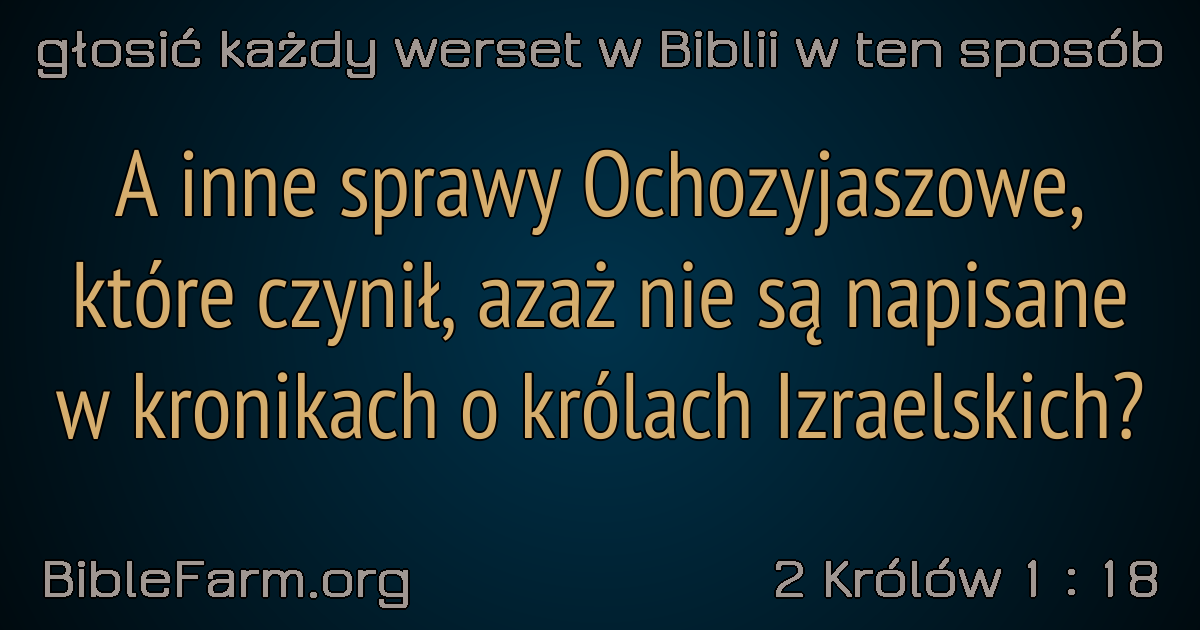 głosić każdy werset w Biblii w ten sposób
A inne sprawy Ochozyjaszowe,
które czynił, azaż nie są napisane
w kronikach o królach Izraelskich?
BibleFarm.org
2 Królów 1 : 18